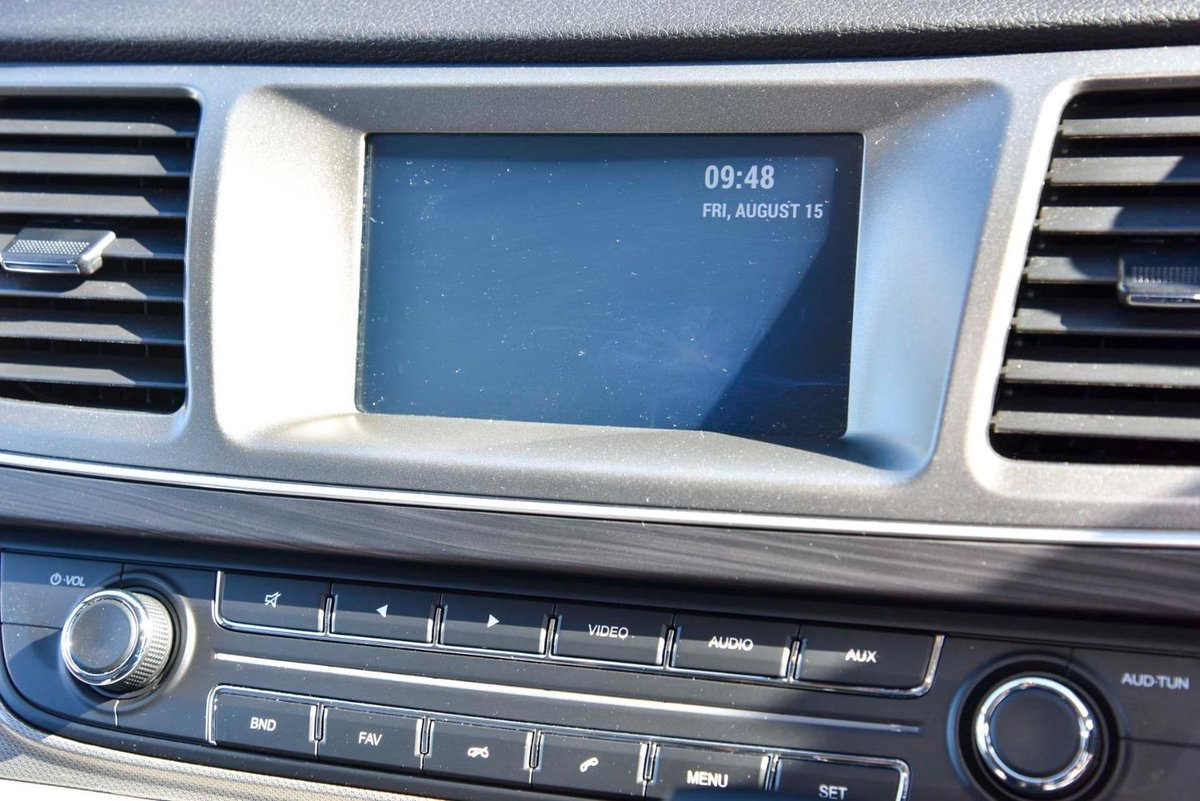 09:48
FRI, AUGUST 15
VOL
VIDEO
AUDIO
AUX
AUD·TUN
BND
FAV
MENU
SET